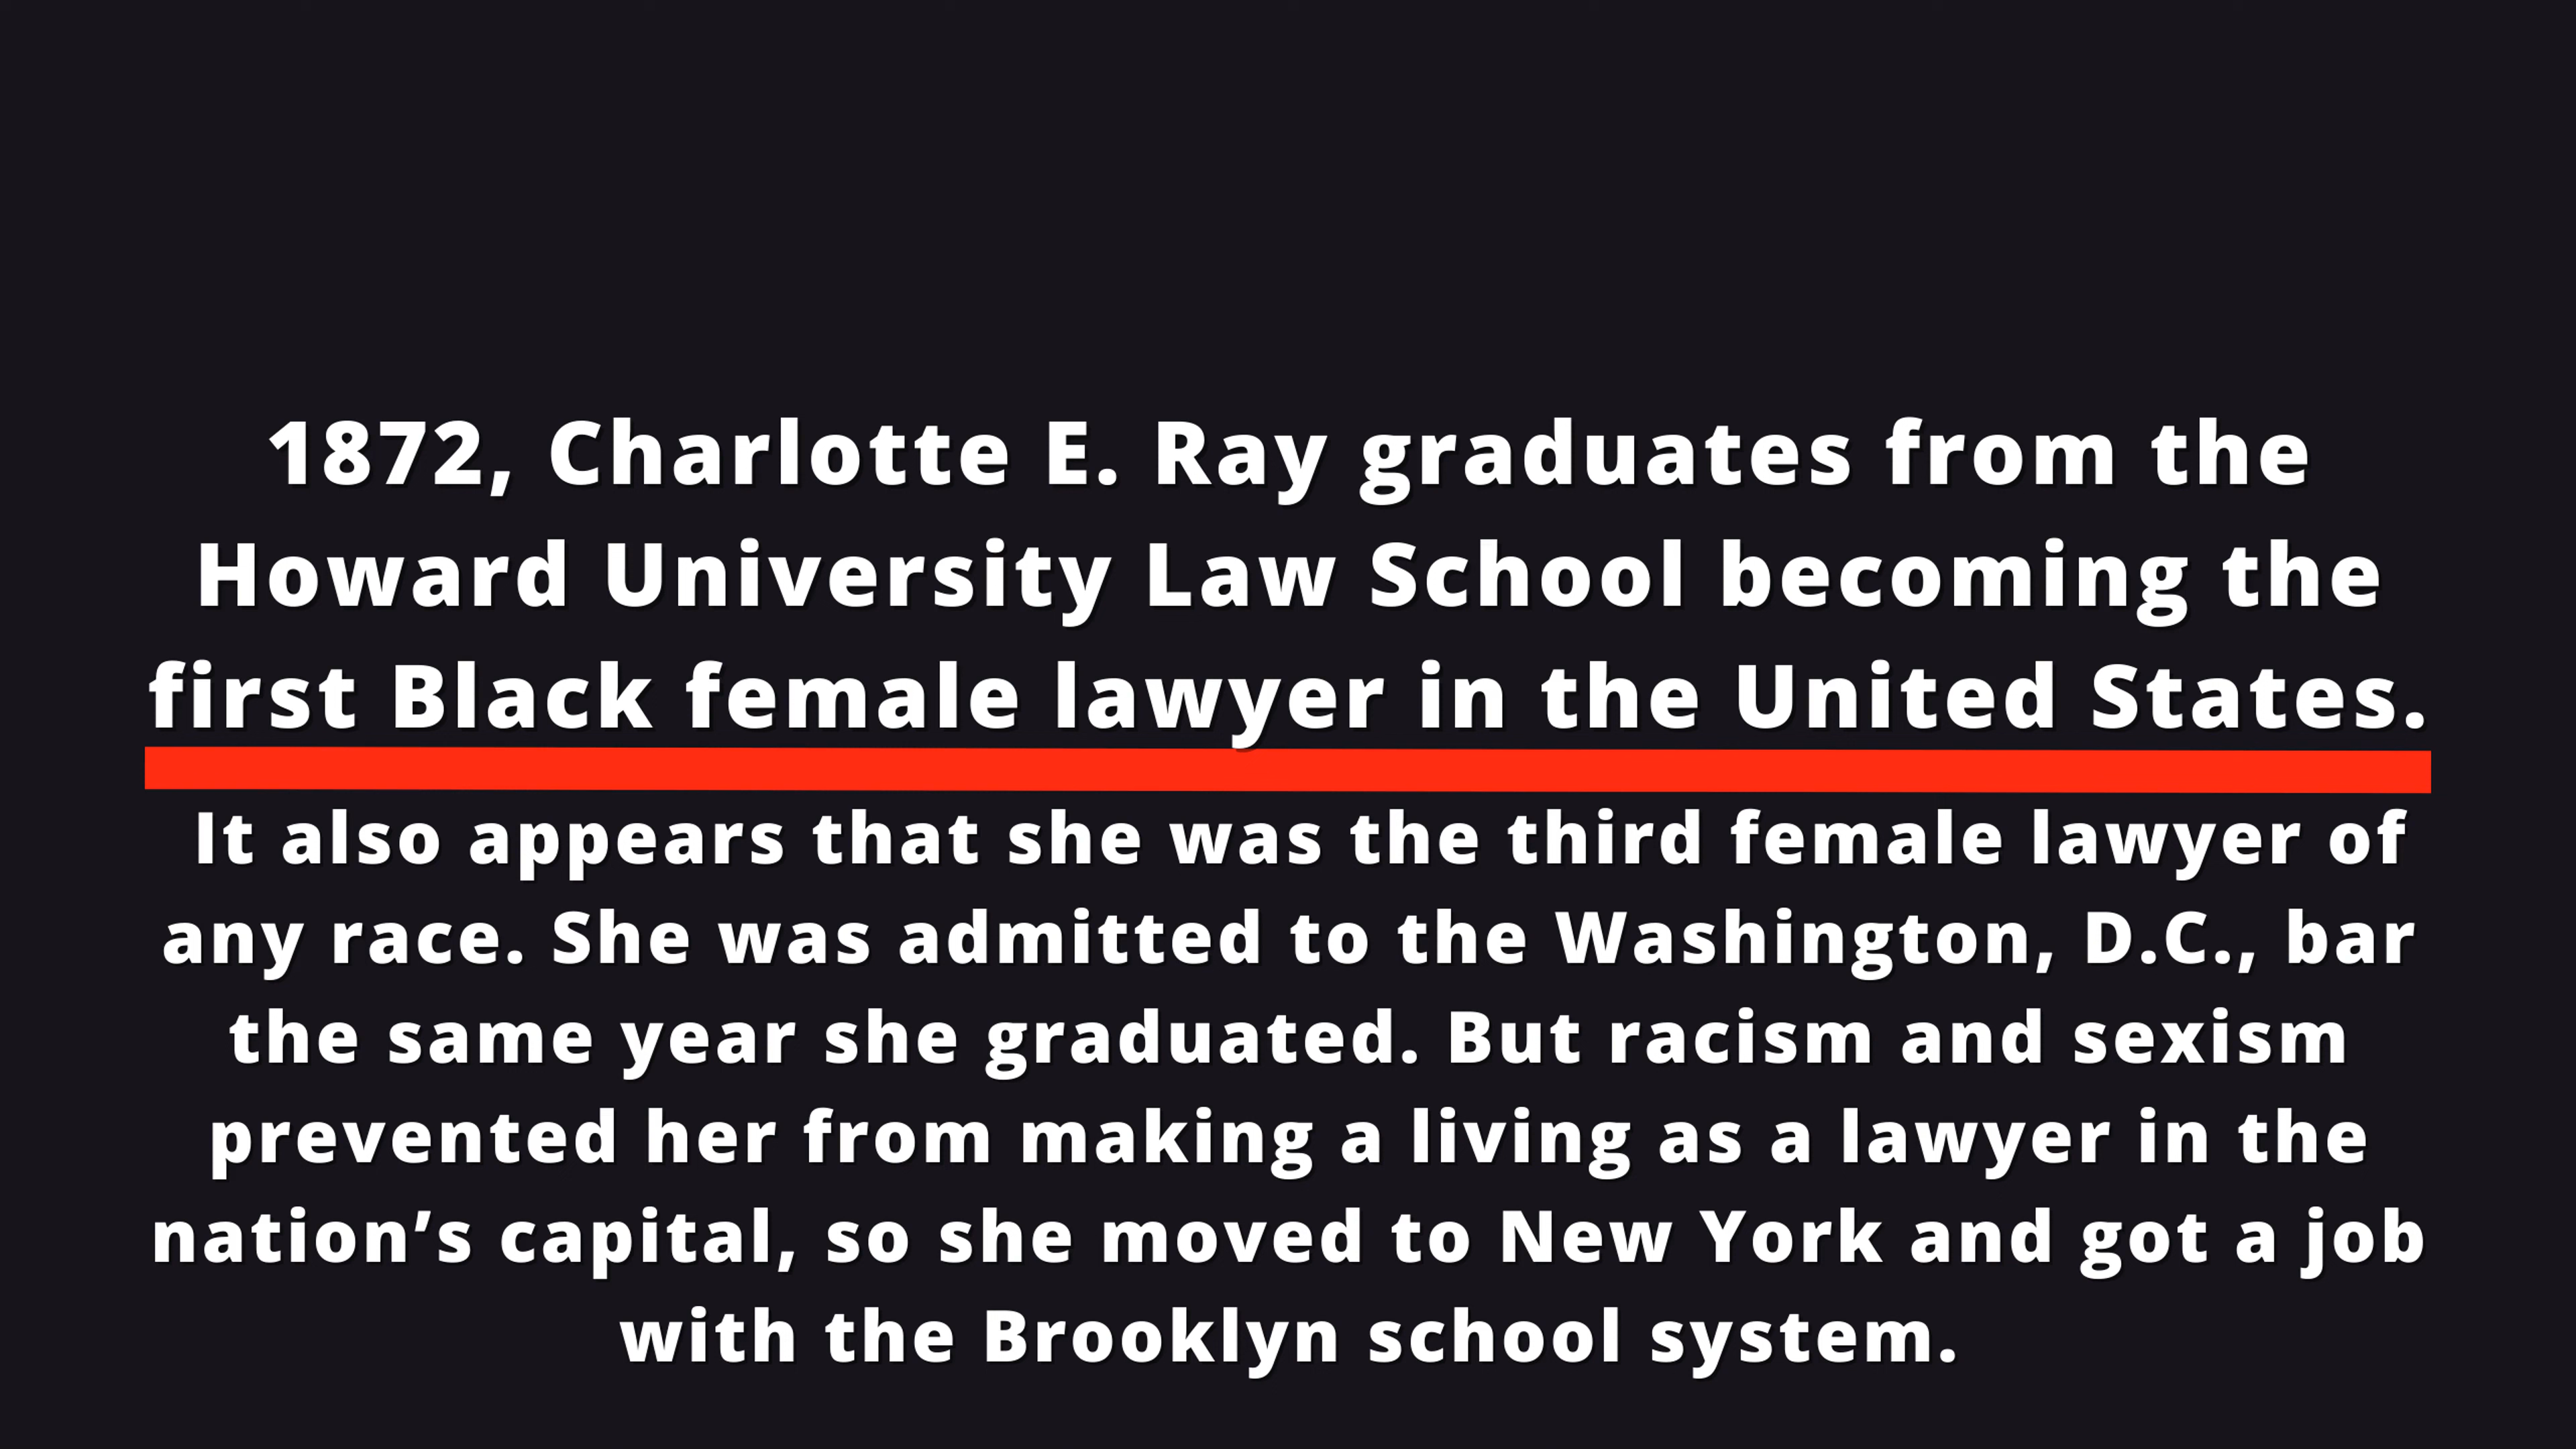 1872, Charlotte E. Ray graduates from the
Howard University Law School becoming the
first Black female lawyer in the United States.
It also appears that she was the third female lawyer of
any race. She was admitted to the Washington, D.C., bar
the same year she graduated. But racism and sexism
prevented her from making a living as a lawyer in the
nation’s capital, so she moved to New York and got a job
with the Brooklyn school system.